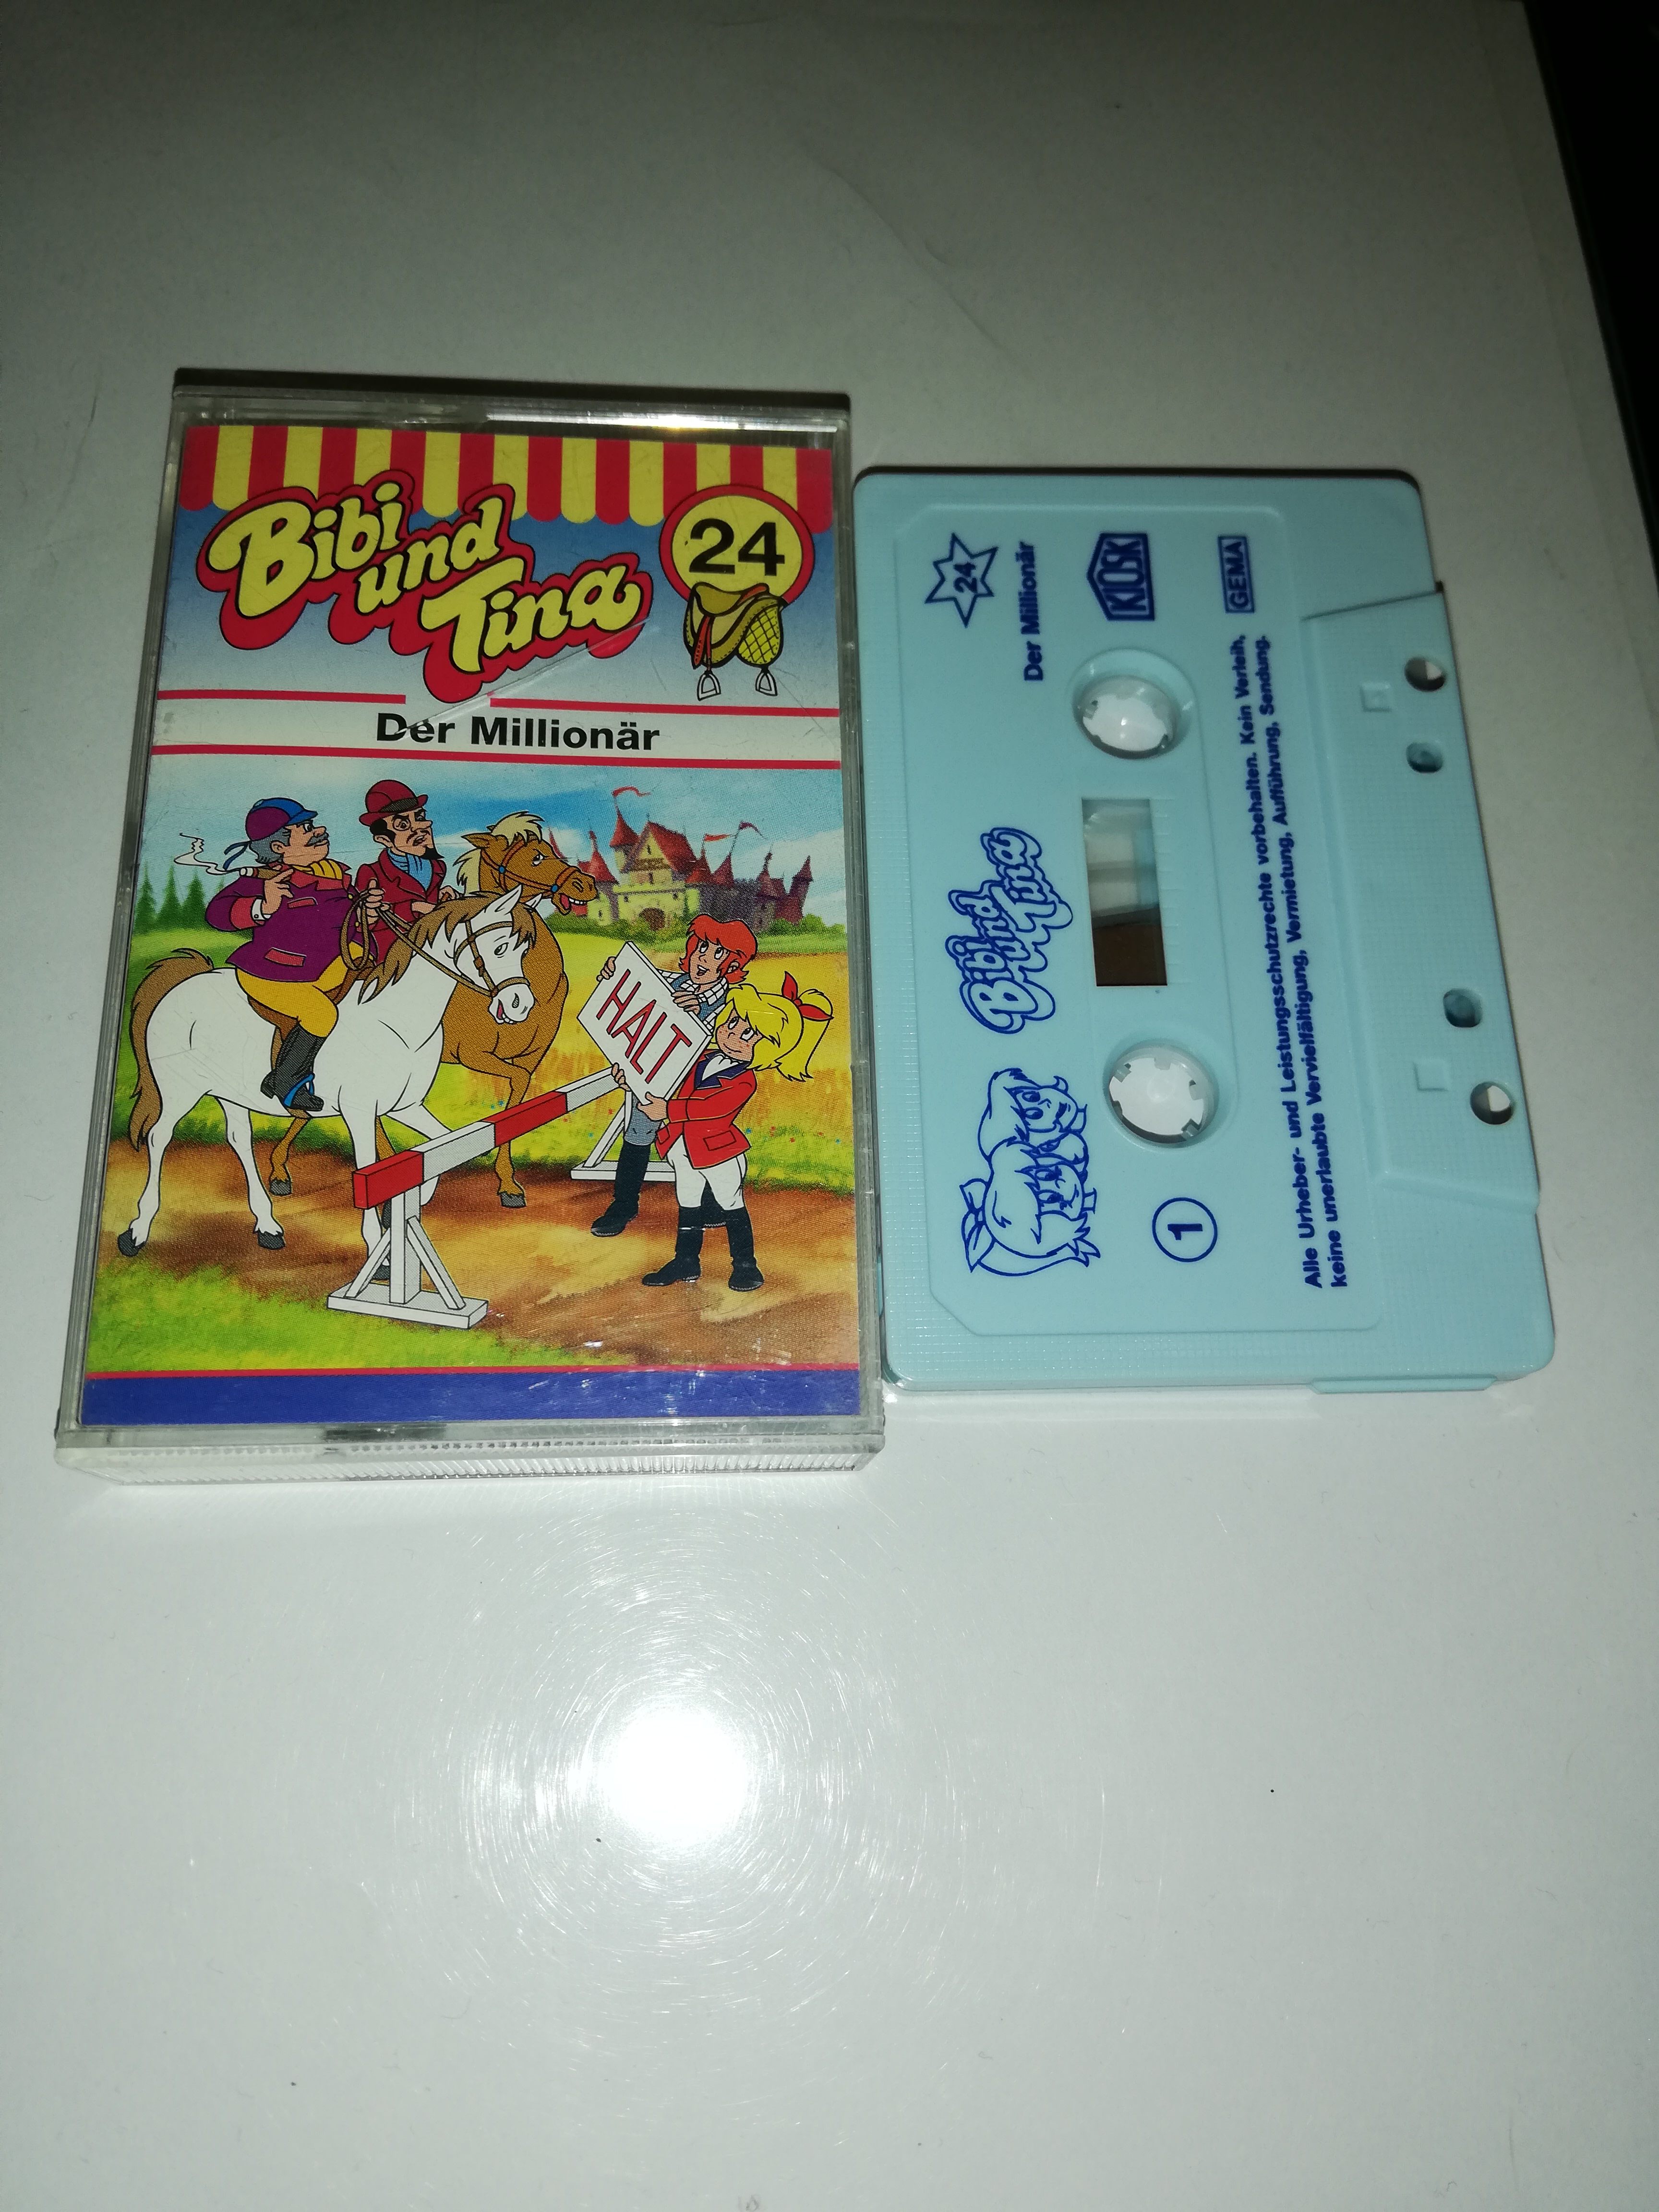 Bibi
und
Tina
24
Der Millionär
HALT
24
Der Millionär
KIOSK
GEMA
Bibi
und
Tina
1
Alle Urheber- und Leistungsschutzrechte vorbehalten. Kein Verleih,
keine unerlaubte Vervielfältigung, Vermietung, Aufführung, Sendung.